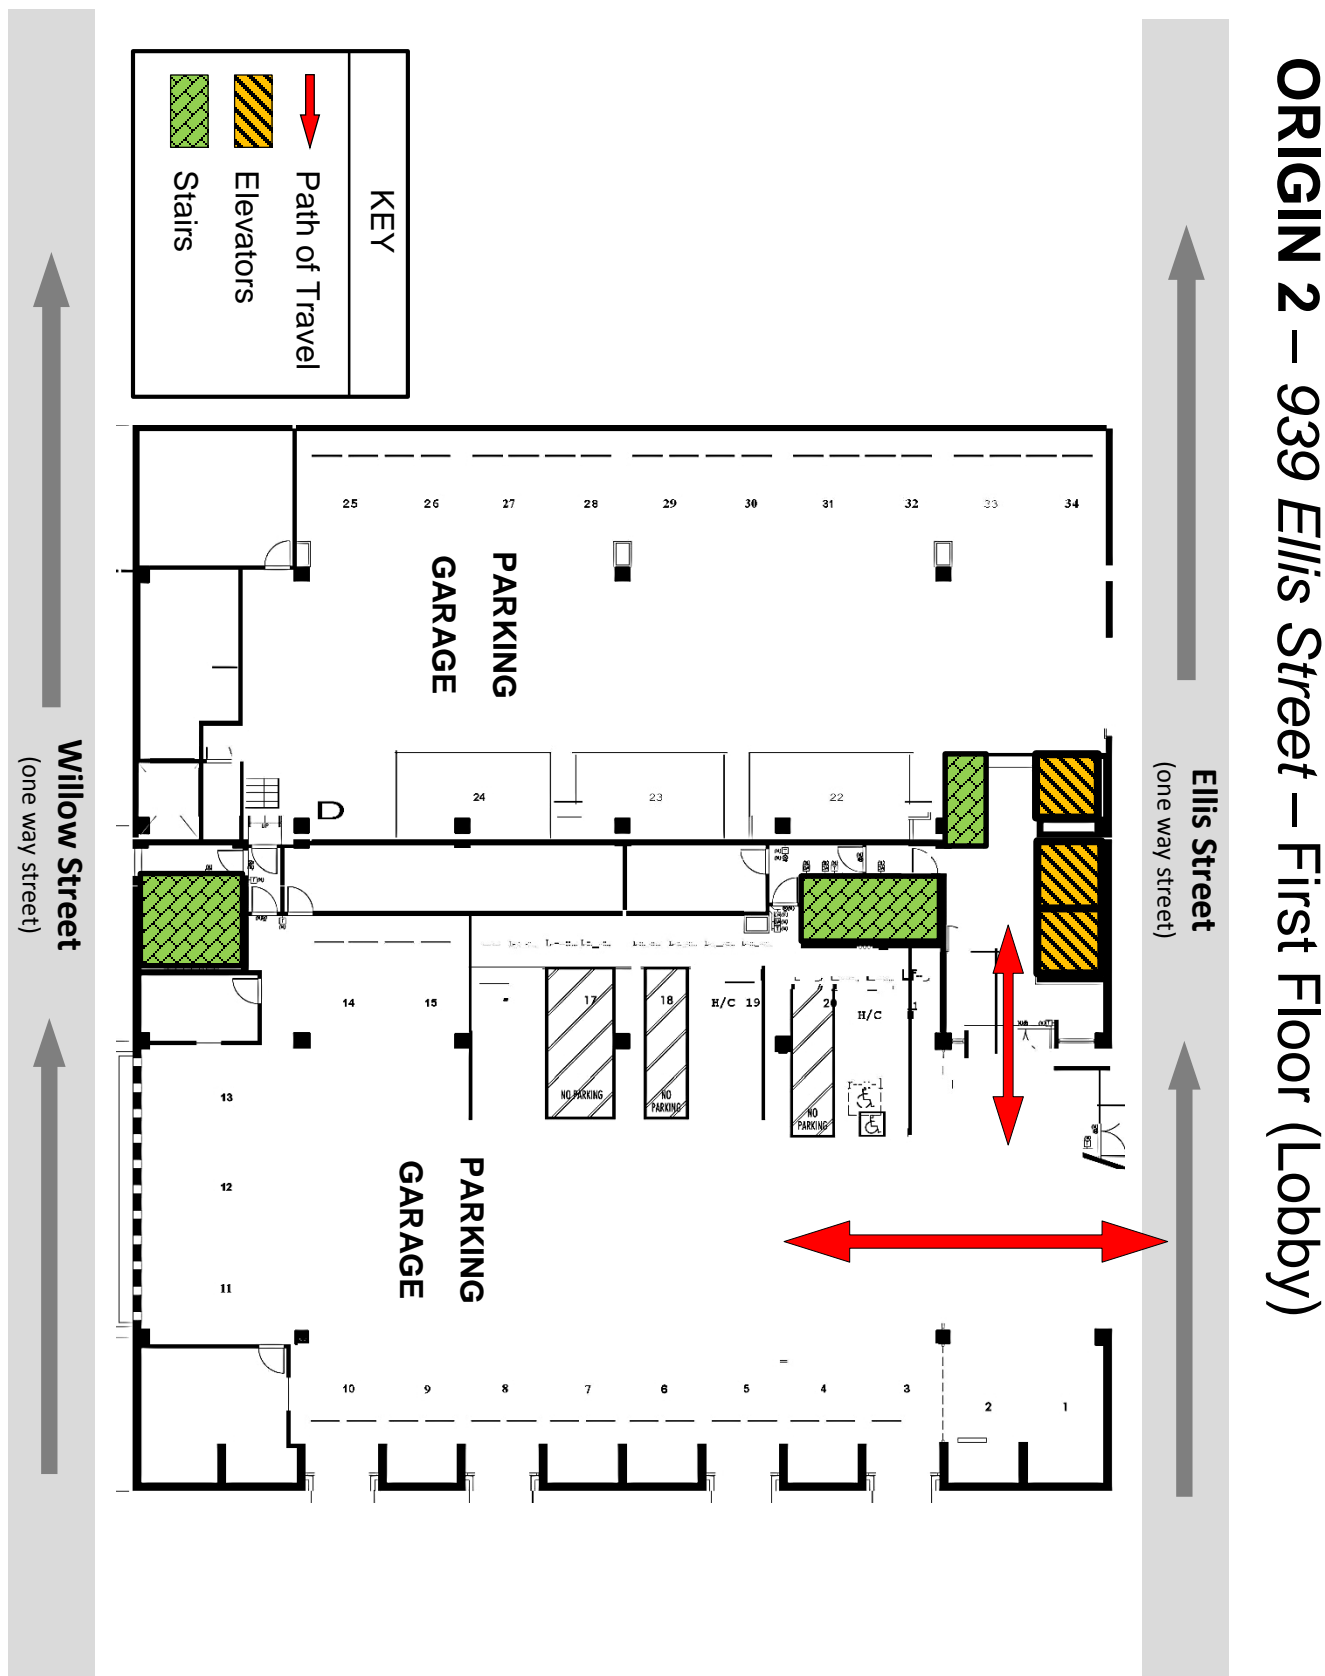 ORIGIN 2 – 939 Ellis Street – First Floor (Lobby)
Ellis Street
(one way street)
KEY
Path of Travel
Elevators
Stairs
34
33
32
31
30
29
28
27
26
25
PARKING
GARAGE
22
23
24
D
14
15
17
18
H/C 19
20
H/C
NO PARKING
NO
PARKING
NO
PARKING
13
12
11
PARKING
GARAGE
10
9
8
7
6
5
4
3
2
1
Willow Street
(one way street)